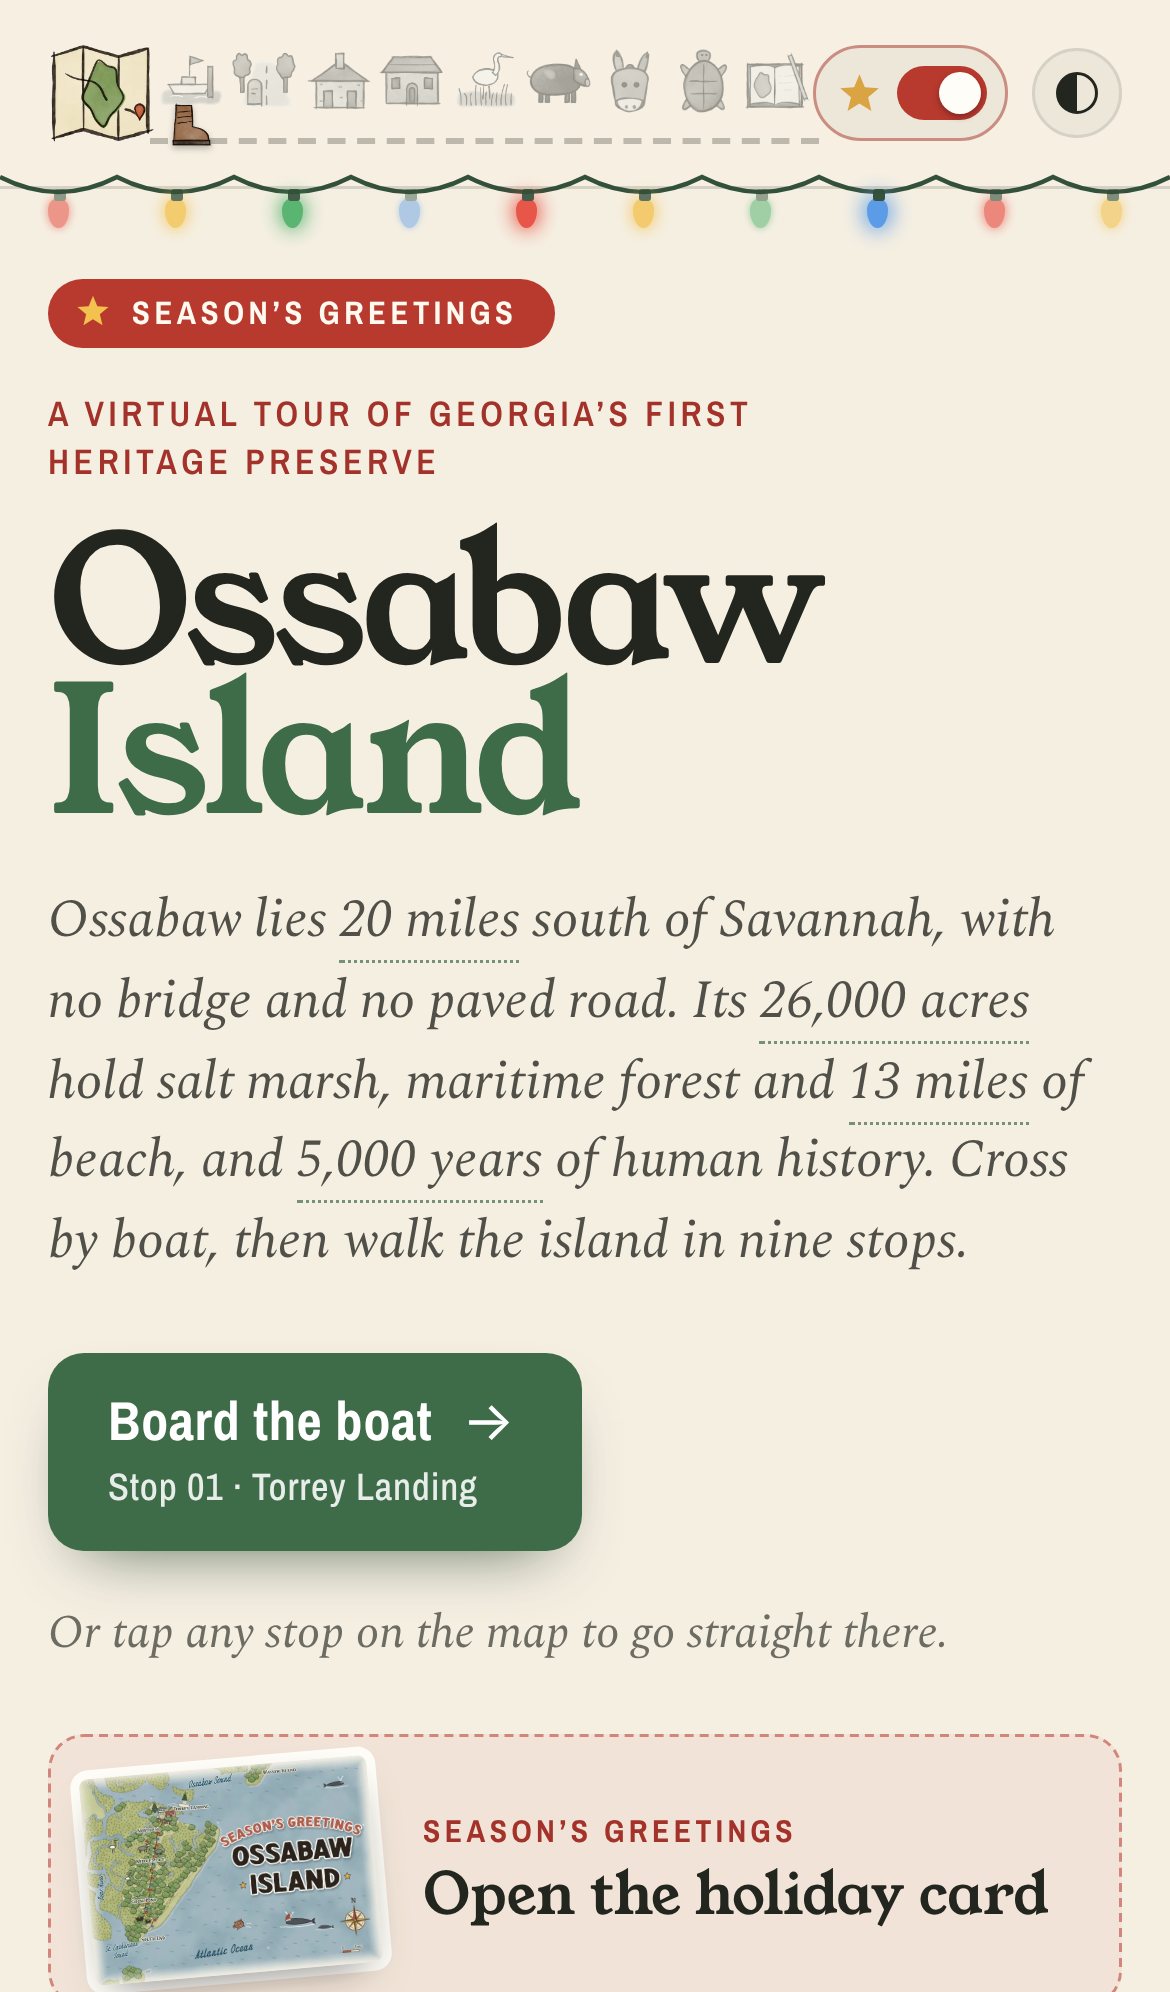 SEASON’S GREETINGS
A VIRTUAL TOUR OF GEORGIA’S FIRST
HERITAGE PRESERVE
Ossabaw
Island
Ossabaw lies 20 miles south of Savannah, with
no bridge and no paved road. Its 26,000 acres
hold salt marsh, maritime forest and 13 miles of
beach, and 5,000 years of human history. Cross
by boat, then walk the island in nine stops.
Board the boat →
Stop 01 · Torrey Landing
Or tap any stop on the map to go straight there.
Ossabaw Sound
SEASON'S GREETINGS
OSSABAW
ISLAND
Atlantic Ocean
SEASON’S GREETINGS
Open the holiday card